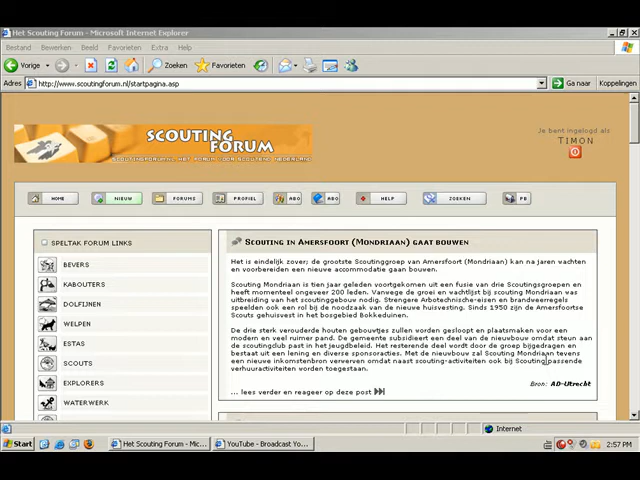 Het Scouting Forum - Microsoft Internet Explorer
Bestand Bewerken Beeld Favorieten Extra Help
Vorige Zoeken Favorieten
Adres http://www.scoutingforum.nl/startpagina.asp Ga naar Koppelingen
SCOUTING
FORUM
SCOUTINGFORUM.NL HET FORUM VOOR SCOUTEND NEDERLAND
Je bent ingelogd als
TIMON
HOME NIEUW FORUMS PROFIEL ABO ABO HELP ZOEKEN PB
SPELTAK FORUM LINKS
BEVERS
KABOUTERS
DOLFIJNEN
WELPEN
ESTAS
SCOUTS
EXPLORERS
WATERWERK
Scouting in Amersfoort (Mondriaan) gaat bouwen
Het is eindelijk zover; de grootste Scoutinggroep van Amersfoort (Mondriaan) kan na jaren wachten
en voorbereiden een nieuwe accommodatie gaan bouwen.
Scouting Mondriaan is tien jaar geleden voortgekomen uit een fusie van drie Scoutingsgroepen en
heeft momenteel ongeveer 200 leden. Vanwege de groei en wachtlijst bij scouting Mondriaan was
uitbreiding van het scoutinggebouw nodig. Strengere Arbotechnische-eisen en brandweerregels
speelden ook een rol bij de noodzaak van de nieuwe huisvesting. Sinds 1950 zijn de Amersfoortse
Scouts gehuisvest in het bosgebied Bokkeduinen.
De drie sterk verouderde houten gebouwtjes zullen worden gesloopt en plaatsmaken voor een
modern en veel ruimer pand. De gemeente subsidieert een deel van de nieuwbouw omdat steun aan
de scoutingclub past in het jeugdbeleid. Het resterende deel wordt door de groep bijgedragen en
bestaat uit een lening en diverse sponsoracties. Met de nieuwbouw zal Scouting Mondriaan tevens
een nieuwe inkomstenbron verwerven omdat naast scouting-activiteiten ook bij Scouting passende
verhuuractiviteiten worden toegestaan.
Bron: AD-Utrecht
... lees verder en reageer op deze post
Internet
Start Het Scouting Forum - Mic... YouTube - Broadcast Yo... 2:57 PM